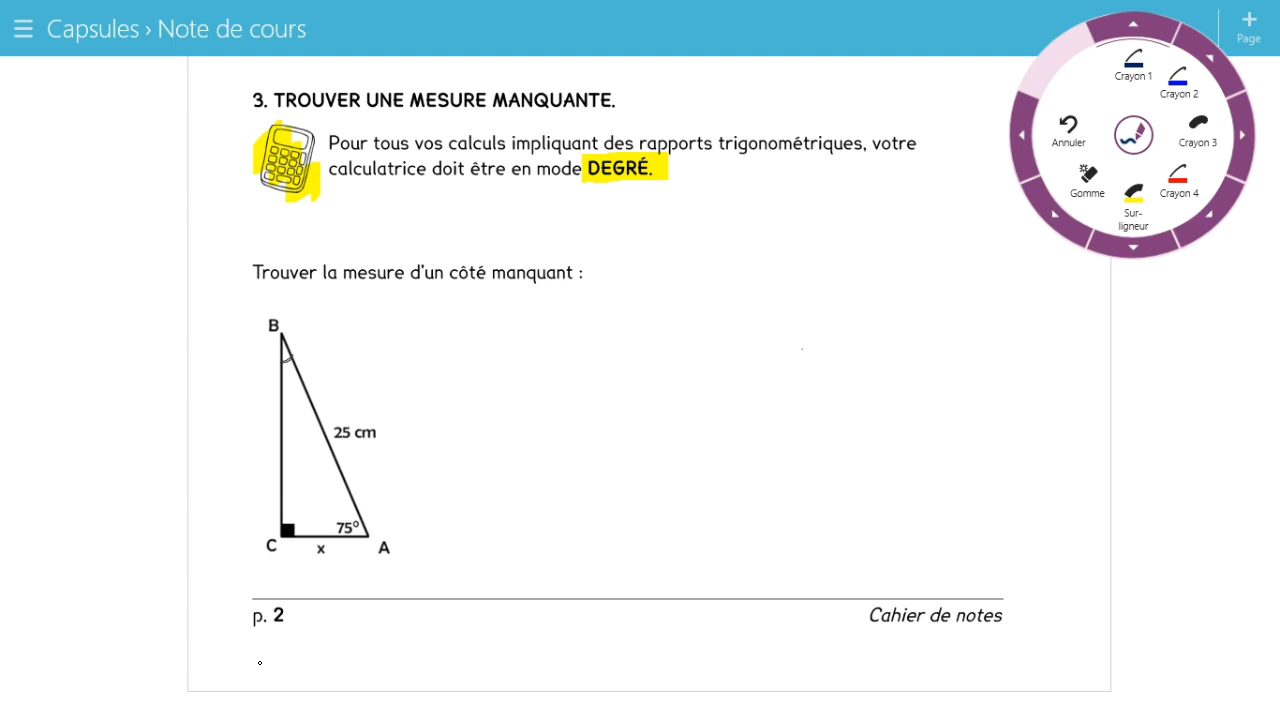 Capsules › Note de cours
Page
Crayon 1
Crayon 2
Annuler
Crayon 3
Gomme
Crayon 4
Sur-
ligneur
3. TROUVER UNE MESURE MANQUANTE.
Pour tous vos calculs impliquant des rapports trigonométriques, votre
calculatrice doit être en mode DEGRÉ.
Trouver la mesure d'un côté manquant :
B
25 cm
75°
C
x
A
p. 2
Cahier de notes